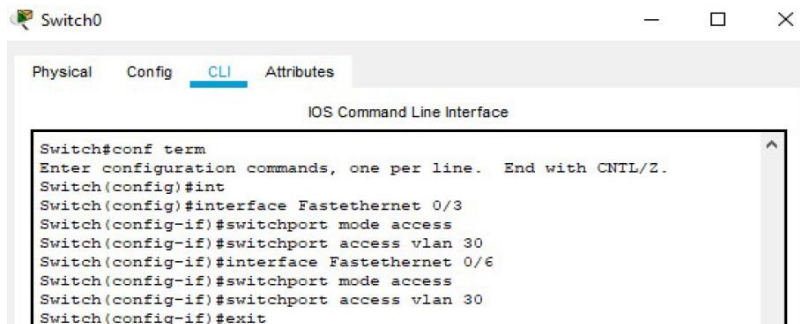 Switch0
Physical Config CLI Attributes
IOS Command Line Interface
Switch#conf term
Enter configuration commands, one per line.  End with CNTL/Z.
Switch(config)#int
Switch(config)#interface Fastethernet 0/3
Switch(config-if)#switchport mode access
Switch(config-if)#switchport access vlan 30
Switch(config-if)#interface Fastethernet 0/6
Switch(config-if)#switchport mode access
Switch(config-if)#switchport access vlan 30
Switch(config-if)#exit